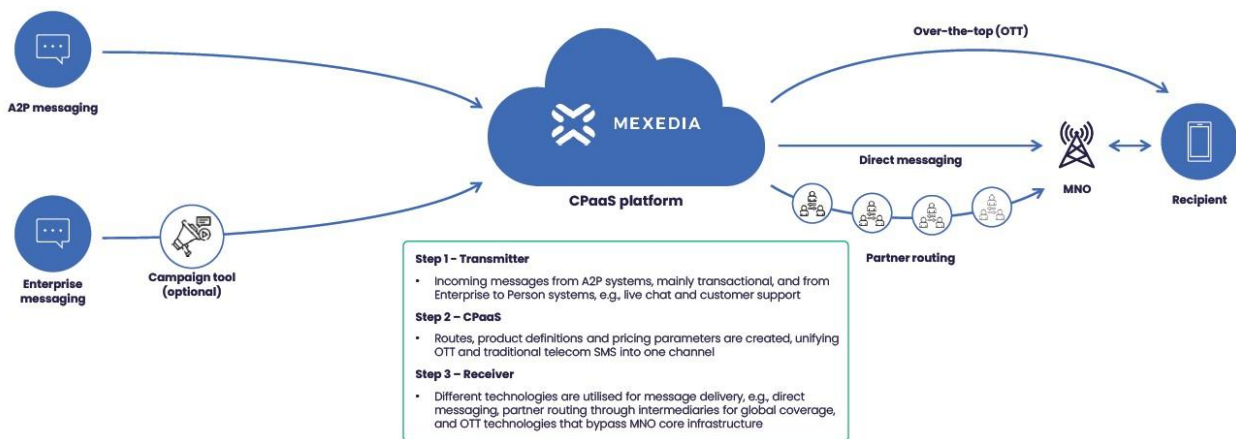 Over-the-top (OTT)
A2P messaging
MEXEDIA
CPaaS platform
Direct messaging
MNO
Recipient
Partner routing
Enterprise
messaging
Campaign tool
(optional)
Step 1 - Transmitter
• Incoming messages from A2P systems, mainly transactional, and from
Enterprise to Person systems, e.g., live chat and customer support
Step 2 – CPaaS
• Routes, product definitions and pricing parameters are created, unifying
OTT and traditional telecom SMS into one channel
Step 3 – Receiver
• Different technologies are utilised for message delivery, e.g., direct
messaging, partner routing through intermediaries for global coverage,
and OTT technologies that bypass MNO core infrastructure